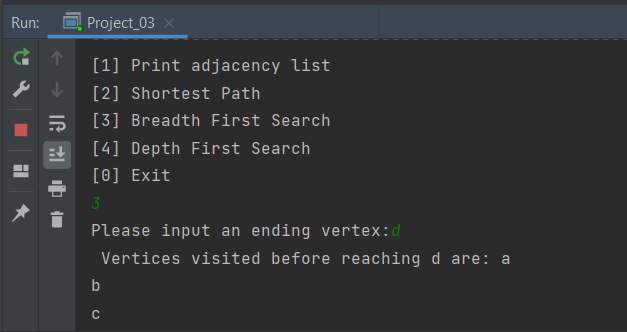 Run: Project_03
[1] Print adjacency list
[2] Shortest Path
[3] Breadth First Search
[4] Depth First Search
[0] Exit
3
Please input an ending vertex:d
 Vertices visited before reaching d are: a
b
c